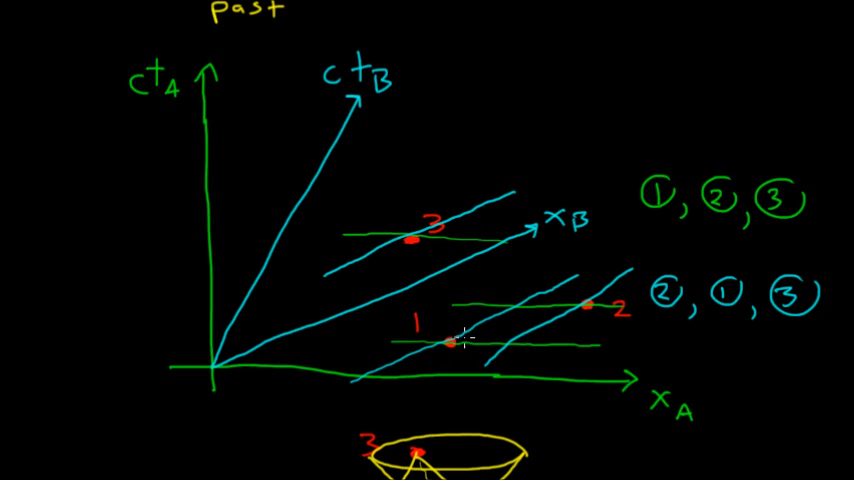 past
ct_A
ct_B
3
x_B
①, ②, ③
②, ①, ③
1
2
x_A
3